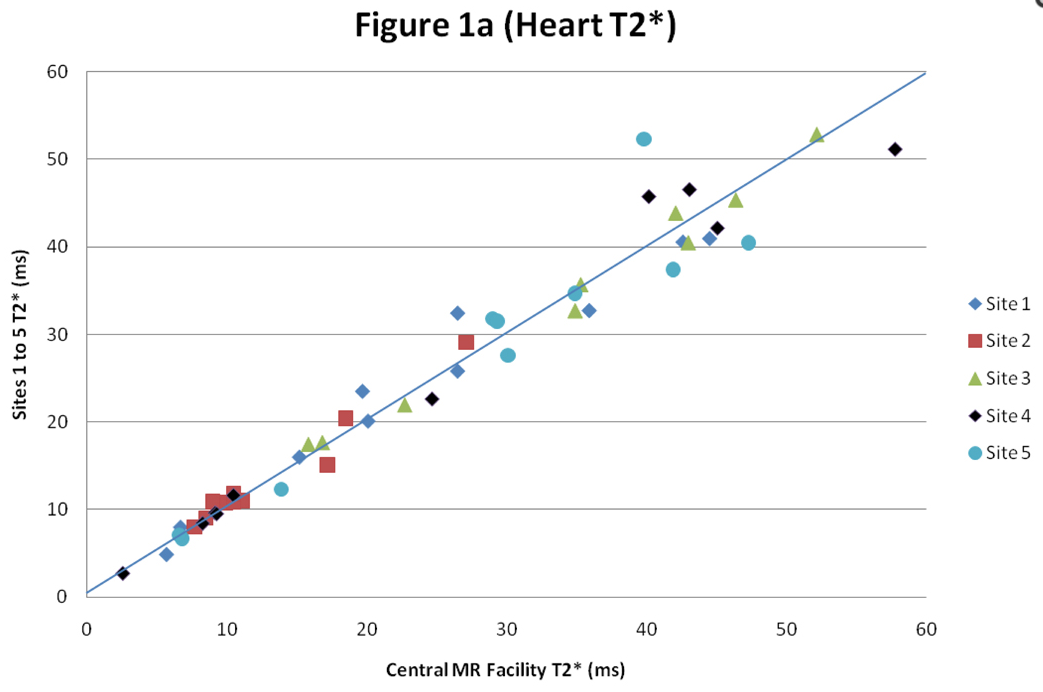 Figure 1a (Heart T2*)
60
50
40
30
20
10
0
Sites 1 to 5 T2* (ms)
0 10 20 30 40 50 60
Central MR Facility T2* (ms)
Site 1
Site 2
Site 3
Site 4
Site 5